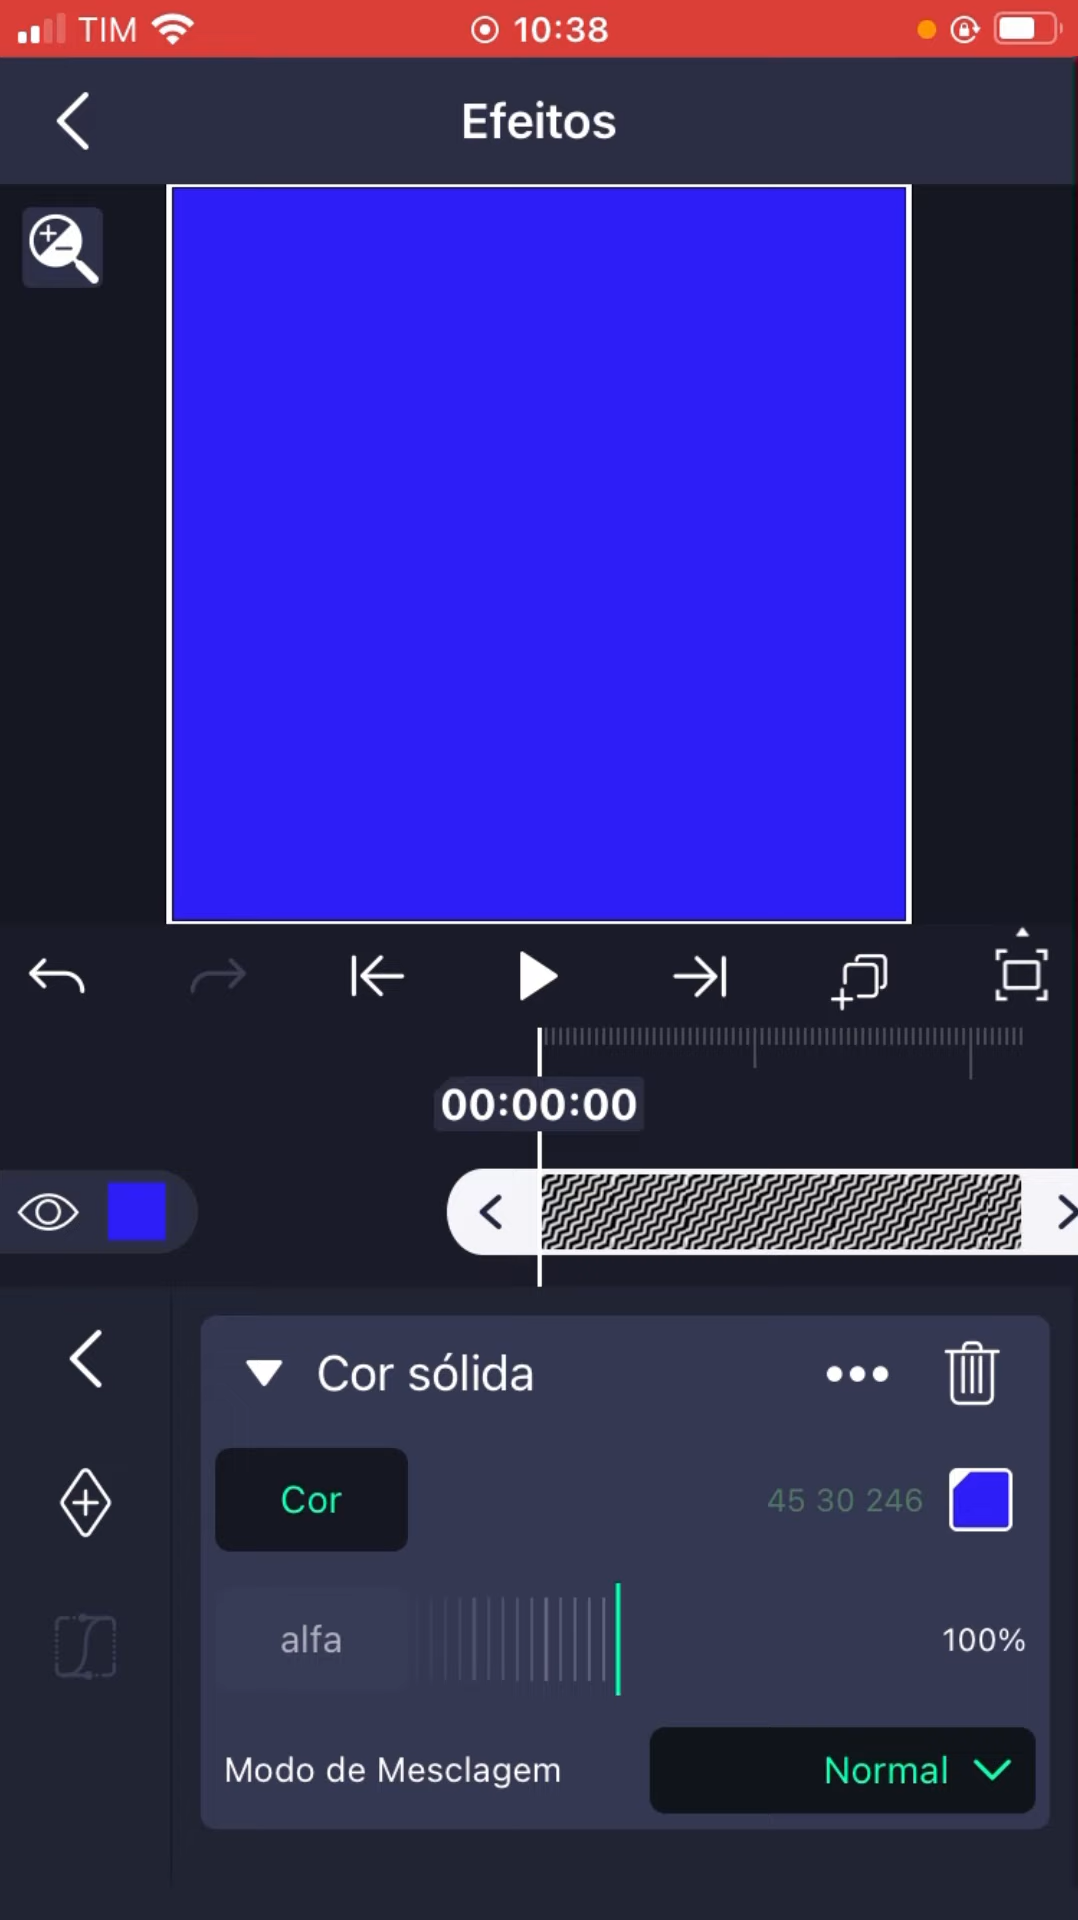 TIM 10:38
Efeitos
00:00:00
Cor sólida
Cor 45 30 246
alfa 100%
Modo de Mesclagem Normal